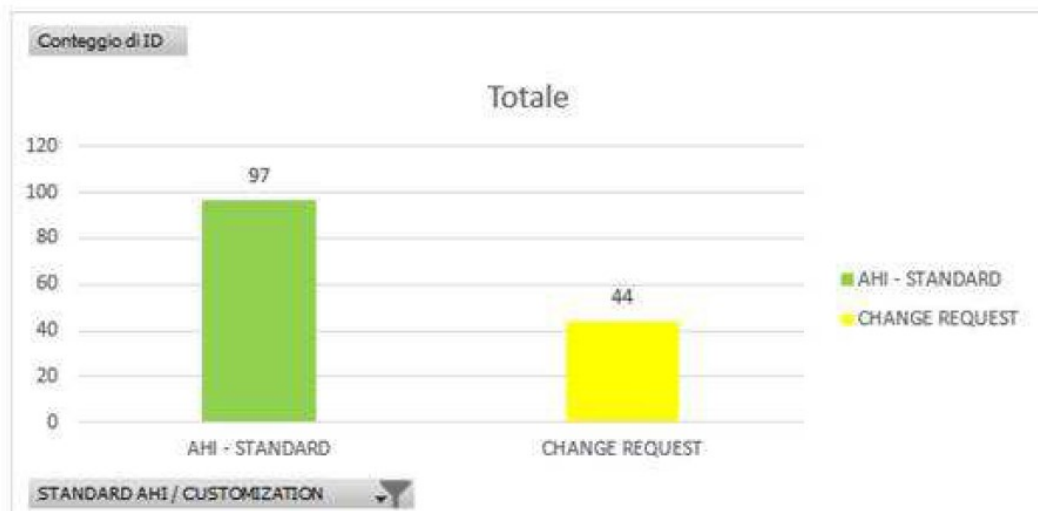 Conteggio di ID
Totale
120
100
80
60
40
20
0
97
44
AHI - STANDARD
CHANGE REQUEST
AHI - STANDARD
CHANGE REQUEST
STANDARD AHI / CUSTOMIZATION